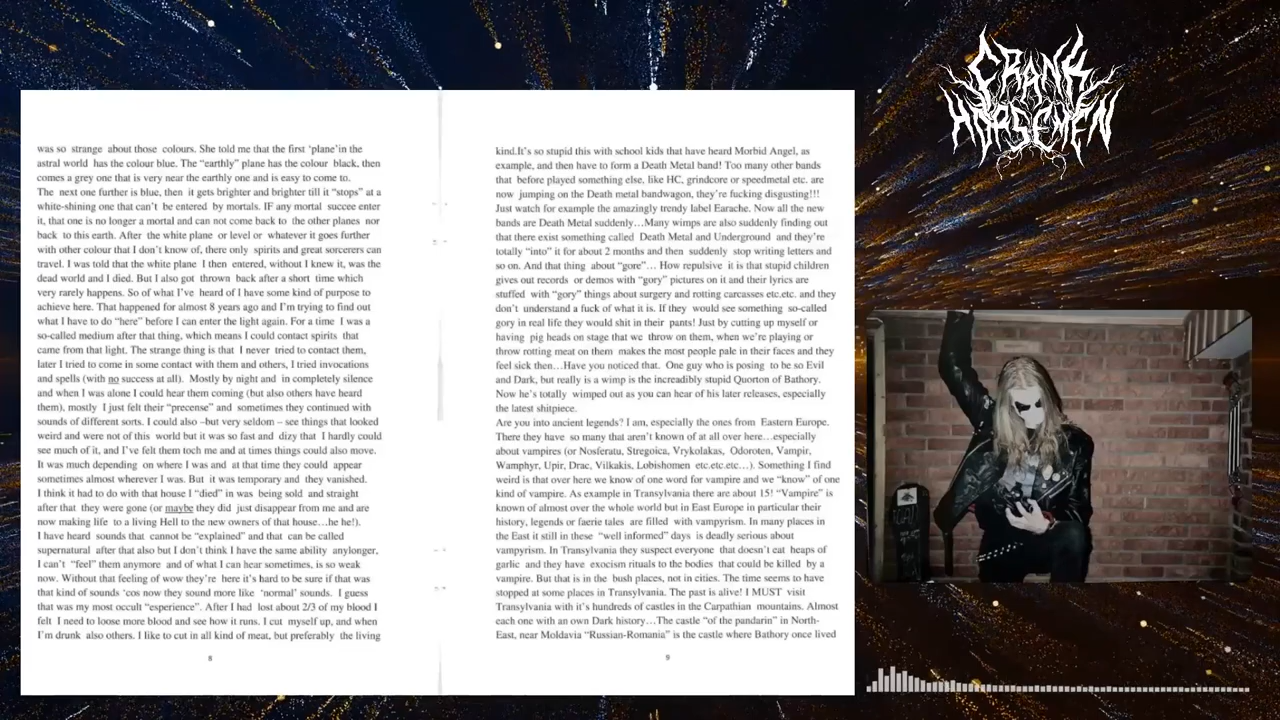 was so strange about those colours. She told me that the first 'plane'in the
astral world has the colour blue. The "earthly" plane has the colour black, then
comes a grey one that is very near the earthly one and is easy to come to.
The next one further is blue, then it gets brighter and brighter till it "stops" at a
white-shining one that can't be entered by mortals. IF any mortal succee enter
it, that one is no longer a mortal and can not come back to the other planes nor
back to this earth. After the white plane or level or whatever it goes further
with other colour that I don't know of, there only spirits and great sorcerers can
travel. I was told that the white plane I then entered, without I knew it, was the
dead world and I died. But I also got thrown back after a short time which
very rarely happens. So of what I've heard of I have some kind of purpose to
achieve here. That happened for almost 8 years ago and I'm trying to find out
what I have to do "here" before I can enter the light again. For a time I was a
so-called medium after that thing, which means I could contact spirits that
came from that light. The strange thing is that I never tried to contact them,
later I tried to come in some contact with them and others, I tried invocations
and spells (with no success at all). Mostly by night and in completely silence
and when I was alone I could hear them coming (but also others have heard
them), mostly I just felt their "precense" and sometimes they continued with
sounds of different sorts. I could also –but very seldom – see things that looked
weird and were not of this world but it was so fast and dizy that I hardly could
see much of it, and I've felt them toch me and at times things could also move.
It was much depending on where I was and at that time they could appear
sometimes almost wherever I was. But it was temporary and they vanished.
I think it had to do with that house I "died" in was being sold and straight
after that they were gone (or maybe they did just disappear from me and are
now making life to a living Hell to the new owners of that house…he he!).
I have heard sounds that cannot be "explained" and that can be called
supernatural after that also but I don't think I have the same ability anylonger,
I can't "feel" them anymore and of what I can hear sometimes, is so weak
now. Without that feeling of wow they're here it's hard to be sure if that was
that kind of sounds 'cos now they sound more like 'normal' sounds. I guess
that was my most occult "esperience". After I had lost about 2/3 of my blood I
felt I need to loose more blood and see how it runs. I cut myself up, and when
I'm drunk also others. I like to cut in all kind of meat, but preferably the living
8
kind.It's so stupid this with school kids that have heard Morbid Angel, as
example, and then have to form a Death Metal band! Too many other bands
that before played something else, like HC, grindcore or speedmetal etc. are
now jumping on the Death metal bandwagon, they're fucking disgusting!!!
Just watch for example the amazingly trendy label Earache. Now all the new
bands are Death Metal suddenly…Many wimps are also suddenly finding out
that there exist something called Death Metal and Underground and they're
totally "into" it for about 2 months and then suddenly stop writing letters and
so on. And that thing about "gore"… How repulsive it is that stupid children
gives out records or demos with "gory" pictures on it and their lyrics are
stuffed with "gory" things about surgery and rotting carcasses etc.etc. and they
don't understand a fuck of what it is. If they would see something so-called
gory in real life they would shit in their pants! Just by cutting up myself or
having pig heads on stage that we throw on them, when we're playing or
throw rotting meat on them makes the most people pale in their faces and they
feel sick then…Have you noticed that. One guy who is posing to be so Evil
and Dark, but really is a wimp is the incredibly stupid Quorton of Bathory.
Now he's totally wimped out as you can hear of his later releases, especially
the latest shitpiece.
Are you into ancient legends? I am, especially the ones from Eastern Europe.
There they have so many that aren't known of at all over here…especially
about vampires (or Nosferatu, Stregoica, Vrykolakas, Odoroten, Vampir,
Wamphyr, Upir, Drac, Vilkakis, Lobishomen etc.etc.etc…). Something I find
weird is that over here we know of one word for vampire and we "know" of one
kind of vampire. As example in Transylvania there are about 15! "Vampire" is
known of almost over the whole world but in East Europe in particular their
history, legends or faerie tales are filled with vampyrism. In many places in
the East it still in these "well informed" days is deadly serious about
vampyrism. In Transylvania they suspect everyone that doesn't eat heaps of
garlic and they have exocism rituals to the bodies that could be killed by a
vampire. But that is in the bush places, not in cities. The time seems to have
stopped at some places in Transylvania. The past is alive! I MUST visit
Transylvania with it's hundreds of castles in the Carpathian mountains. Almost
each one with an own Dark history…The castle "of the pandarin" in North-
East, near Moldavia "Russian-Romania" is the castle where Bathory once lived
9
CRANK
HORSEMEN